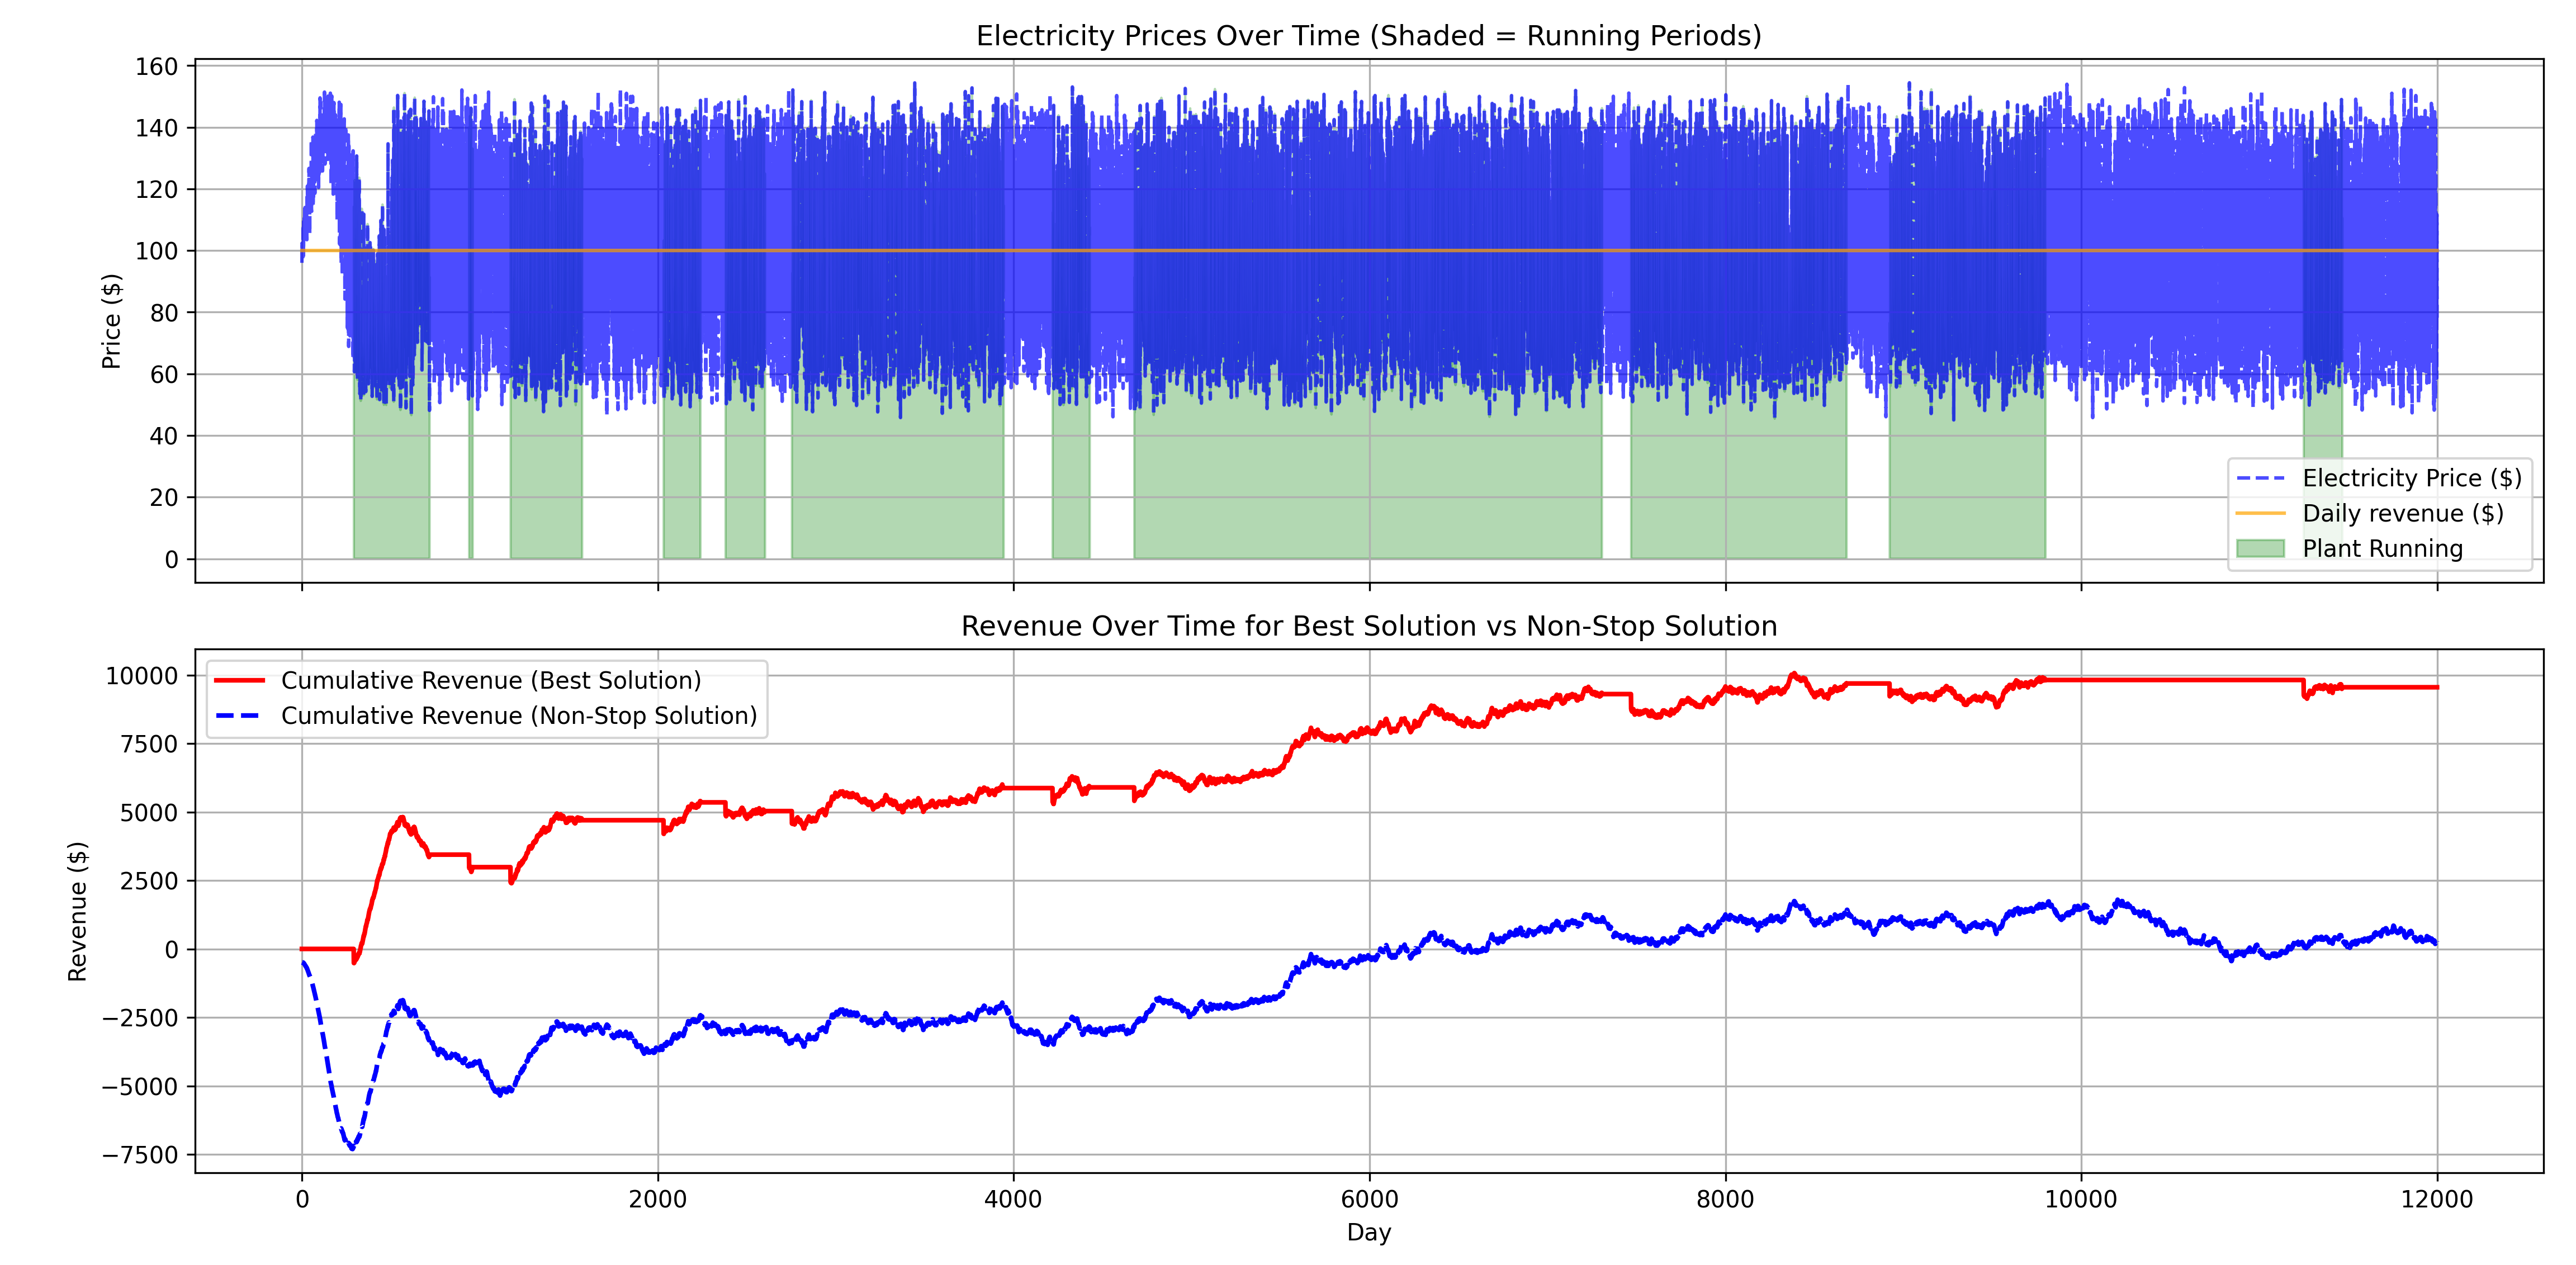 Electricity Prices Over Time (Shaded = Running Periods)
160
140
120
100
80
60
40
20
0
Price ($)
Electricity Price ($)
Daily revenue ($)
Plant Running
Revenue Over Time for Best Solution vs Non-Stop Solution
Cumulative Revenue (Best Solution)
Cumulative Revenue (Non-Stop Solution)
10000
7500
5000
2500
0
−2500
−5000
−7500
Revenue ($)
0 2000 4000 6000 8000 10000 12000
Day